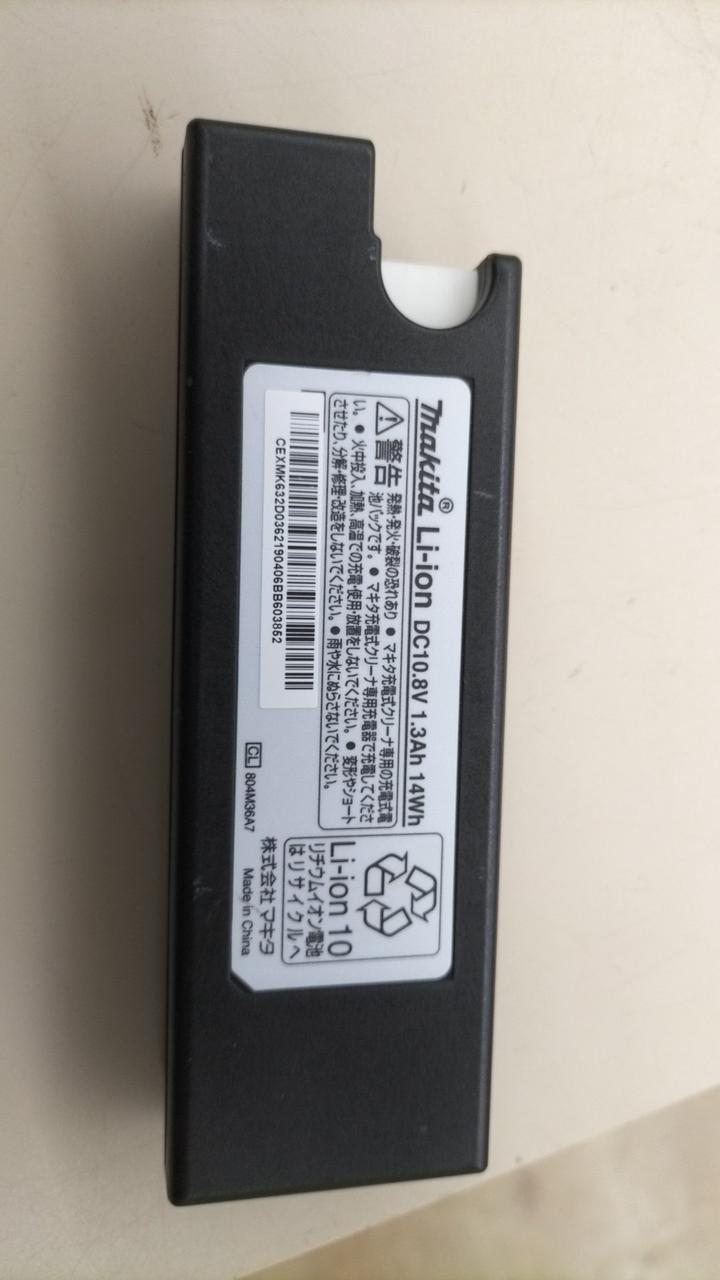 makita® Li-ion DC10.8V 1.3Ah 14Wh
⚠警告 発熱・発火・破裂の恐れあり ● マキタ充電式クリーナ専用の充電式電
池パックです。 ● マキタ充電式クリーナ専用充電器で充電してくださ
い。 ● 火中投入、加熱、高温での充電・使用・放置をしないでください。 ● 変形やショート
させたり、分解・修理・改造をしないでください。 ● 雨や水にぬらさないでください。
CEXMK632D0362190406BB603852
Li-ion 10
リチウムイオン電池
はリサイクルへ
株式会社 マキタ
CL 804M36A7 Made in China